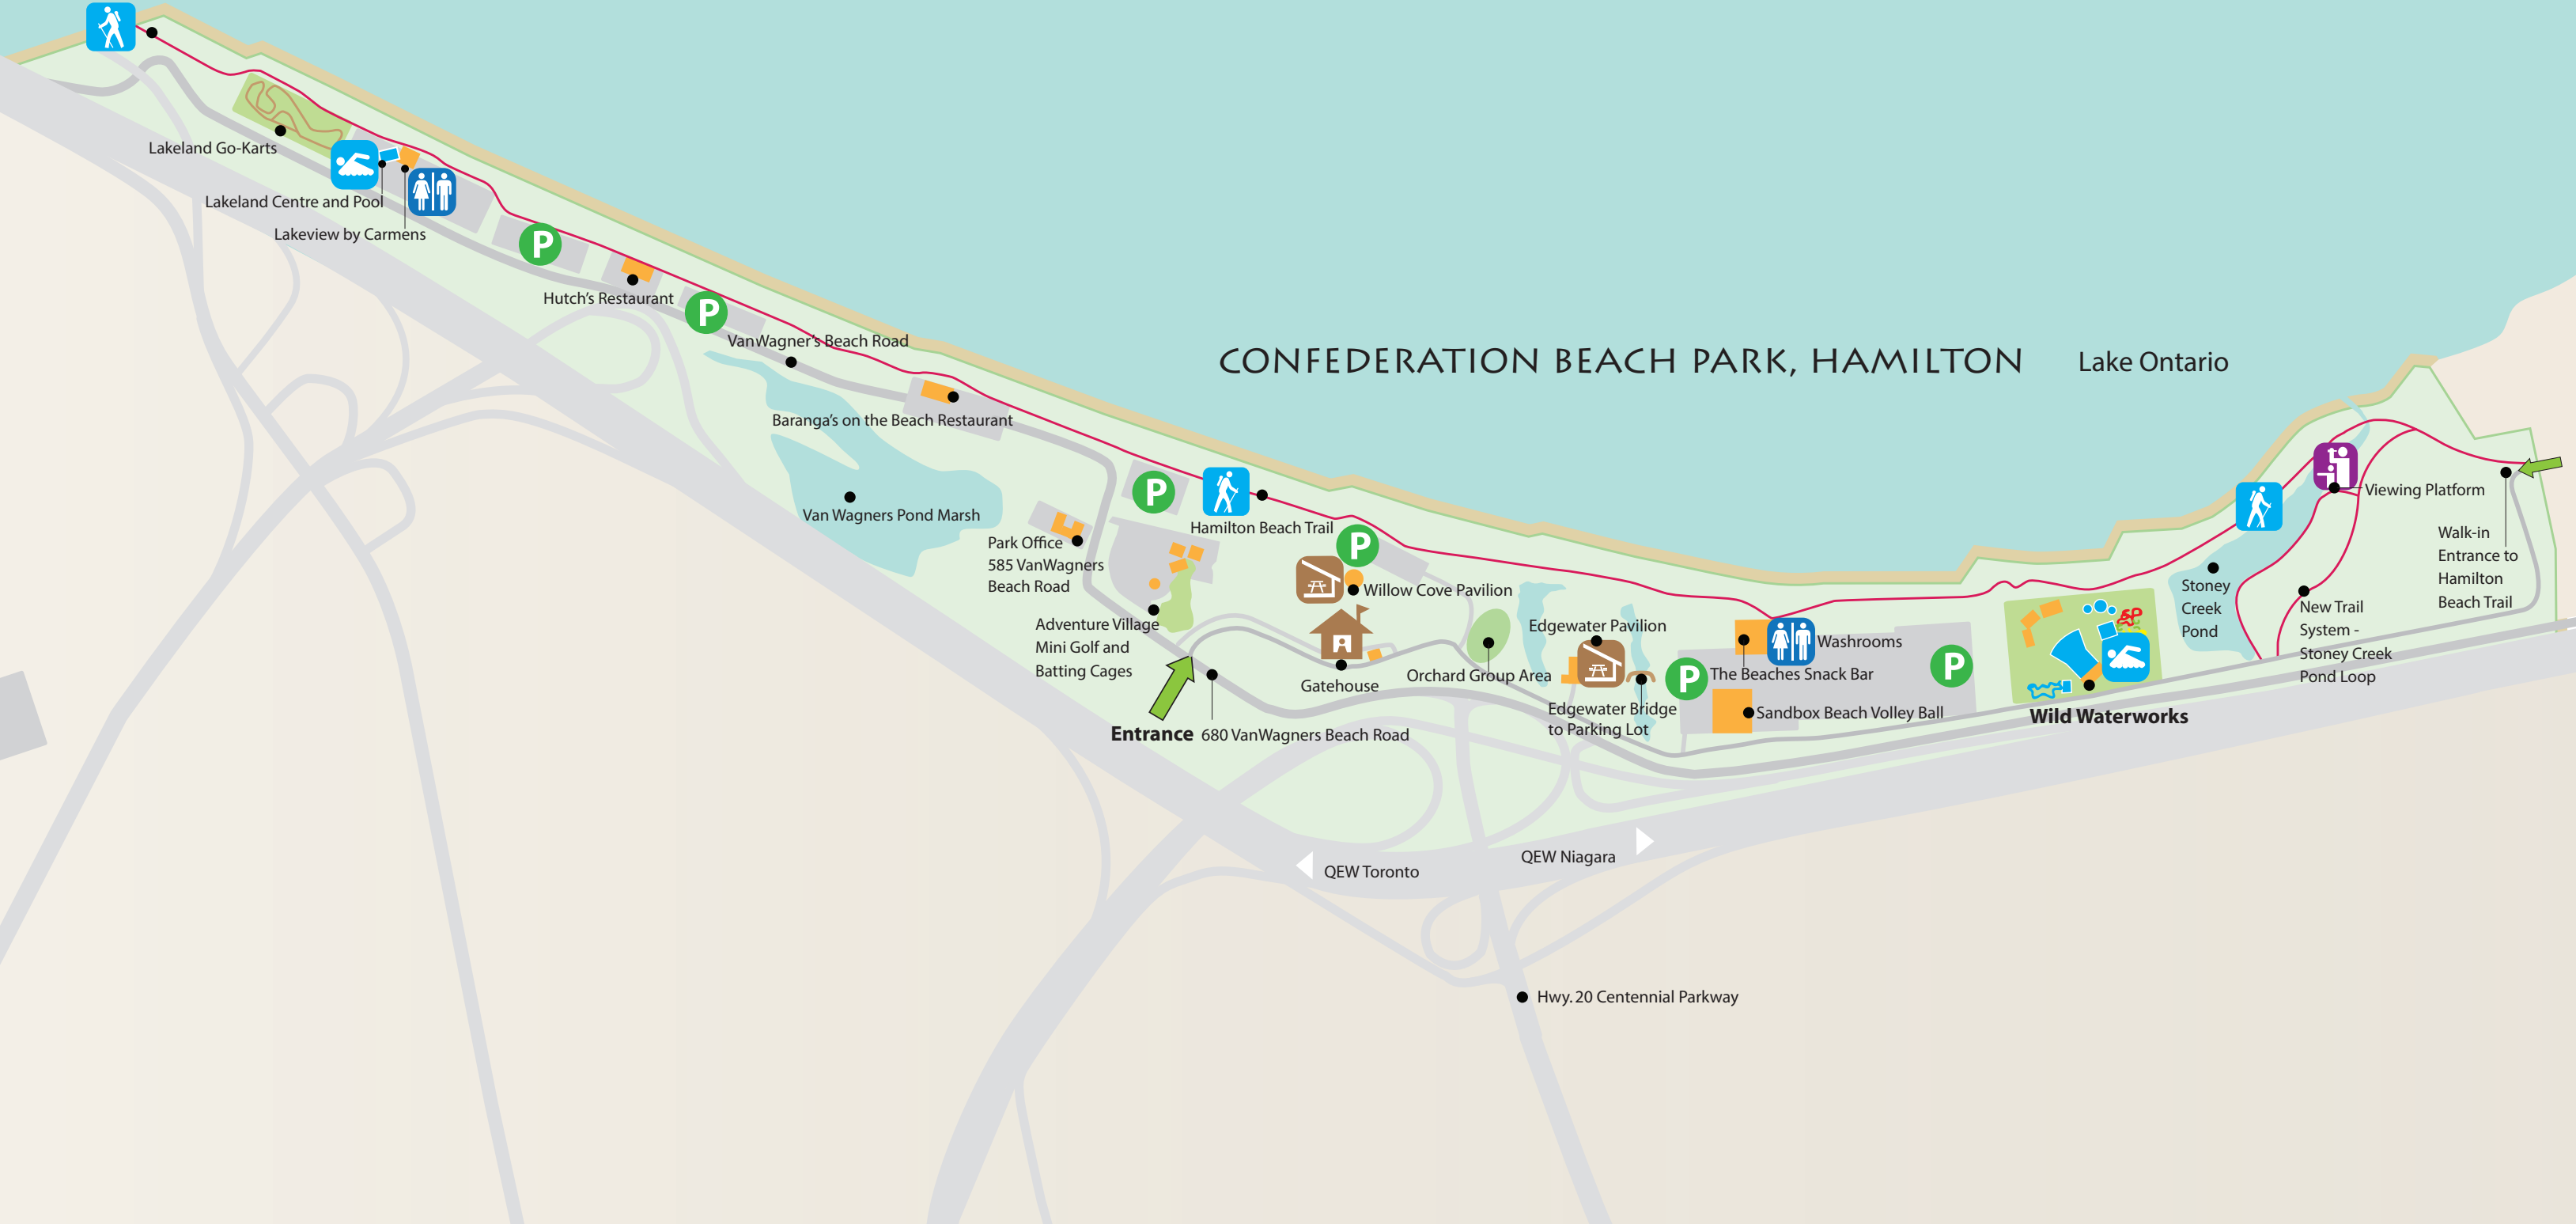 Lakeland Go-Karts
Lakeland Centre and Pool
Lakeview by Carmens
P
Hutch's Restaurant
P
VanWagner's Beach Road
CONFEDERATION BEACH PARK, HAMILTON
Lake Ontario
Baranga's on the Beach Restaurant
Van Wagners Pond Marsh
P
Hamilton Beach Trail
Park Office
585 VanWagners
Beach Road
P
Willow Cove Pavilion
Adventure Village
Mini Golf and
Batting Cages
Gatehouse
Orchard Group Area
Edgewater Pavilion
Edgewater Bridge
to Parking Lot
Washrooms
P
The Beaches Snack Bar
Sandbox Beach Volley Ball
P
Wild Waterworks
Stoney
Creek
Pond
Viewing Platform
New Trail
System -
Stoney Creek
Pond Loop
Walk-in
Entrance to
Hamilton
Beach Trail
Entrance 680 VanWagners Beach Road
QEW Toronto
QEW Niagara
Hwy. 20 Centennial Parkway